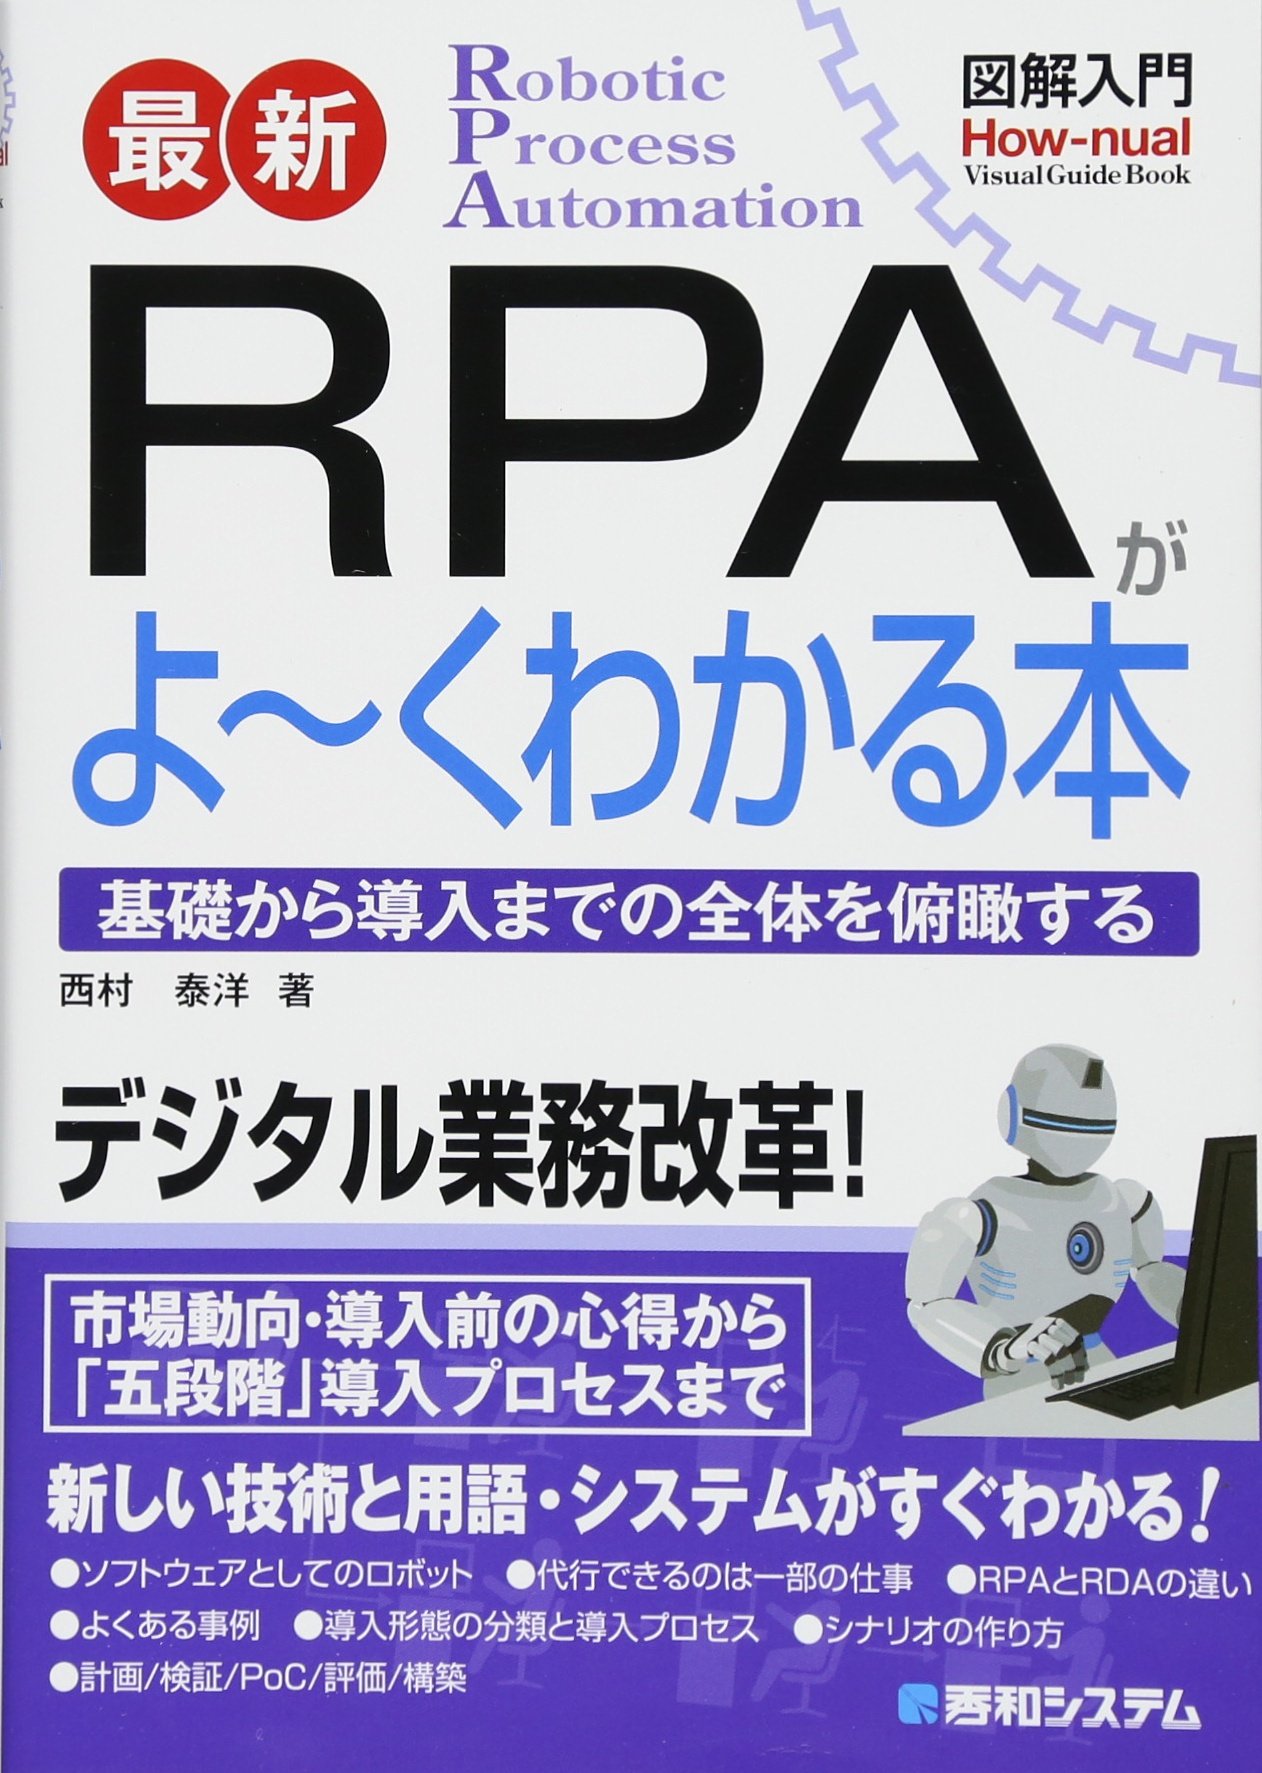 最新
Robotic
Process
Automation
図解入門
How-nual
Visual Guide Book
RPAが
よ～くわかる本
基礎から導入までの全体を俯瞰する
西村 泰洋 著
デジタル業務改革！
市場動向・導入前の心得から
「五段階」導入プロセスまで
新しい技術と用語・システムがすぐわかる！
●ソフトウェアとしてのロボット ●代行できるのは一部の仕事 ●RPAとRDAの違い
●よくある事例 ●導入形態の分類と導入プロセス ●シナリオの作り方
●計画/検証/PoC/評価/構築
秀和システム